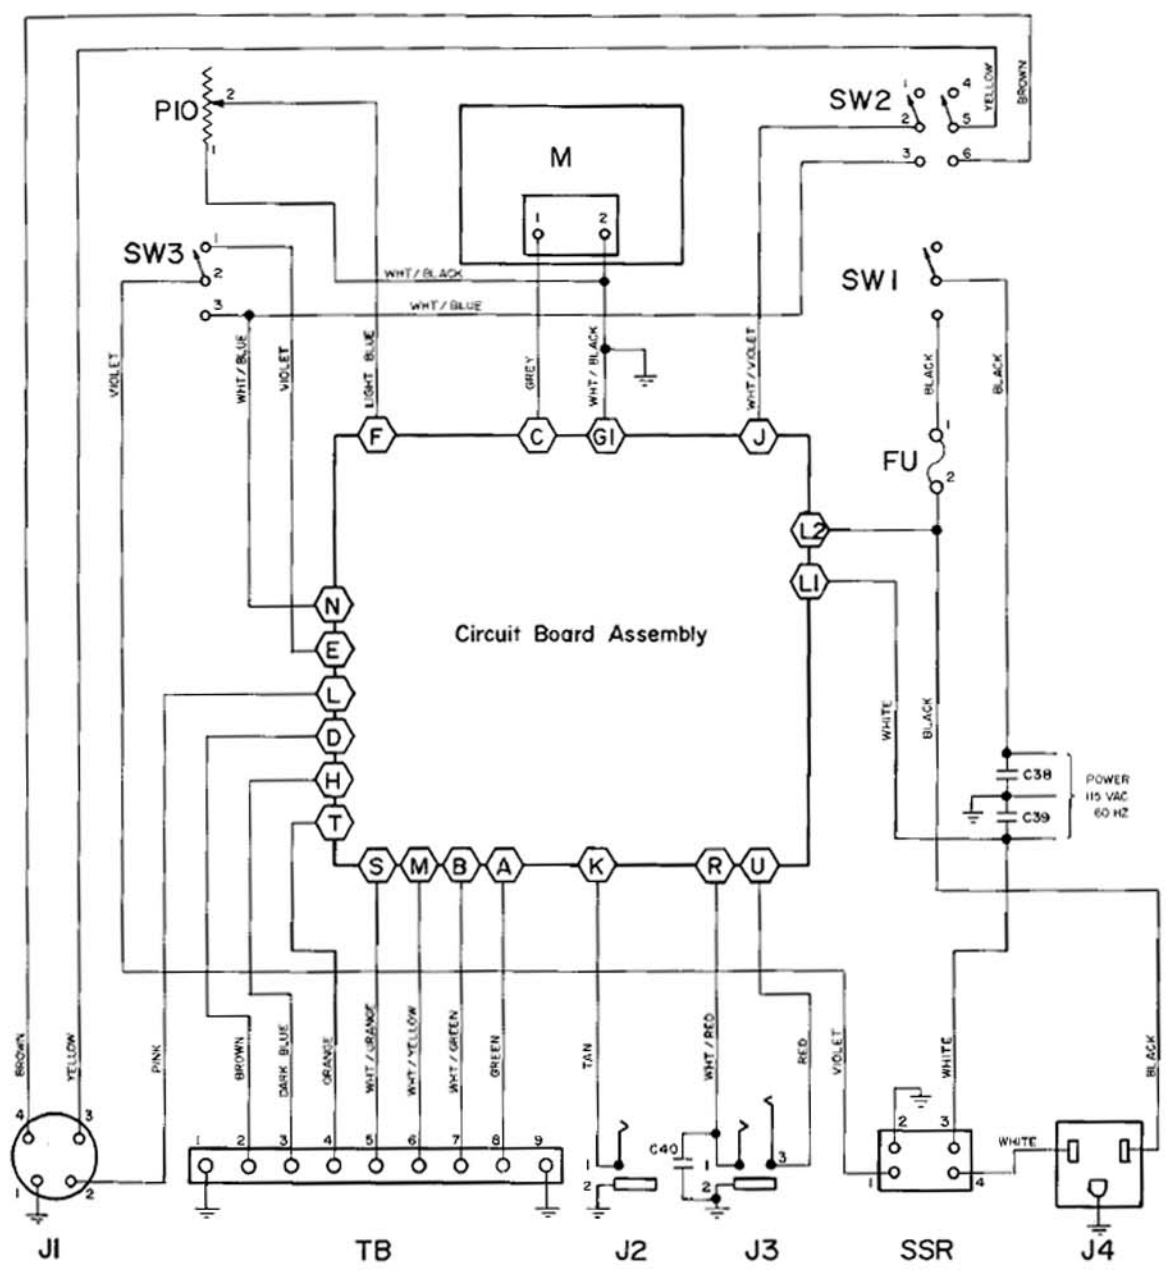 1 4
YELLOW
BROWN
SW2
2
P10
2 5
M
1
3 6
1 2
1
SW3
2
WHT/BLACK
SW1
3
WHT/BLUE
VIOLET
WHT/BLUE
VIOLET
LIGHT BLUE
GREY
WHT/BLACK
WHT/VIOLET
BLACK
BLACK
F C G1 J
1
FU
2
L2
L1
N
Circuit Board Assembly
E
L
WHITE
BLACK
D
H
C38
POWER
115 VAC
60 HZ
C39
T
S M B A K R U
BROWN
YELLOW
PINK
BROWN
DARK BLUE
ORANGE
WHT/ORANGE
WHT/YELLOW
WHT/GREEN
GREEN
TAN
WHT/RED
RED
VIOLET
WHITE
BLACK
4 3
2 3
1 2 3 4 5 6 7 8 9
WHITE
C40
1 1 3
1 4
2 2
1 2
J1 TB J2 J3 SSR J4